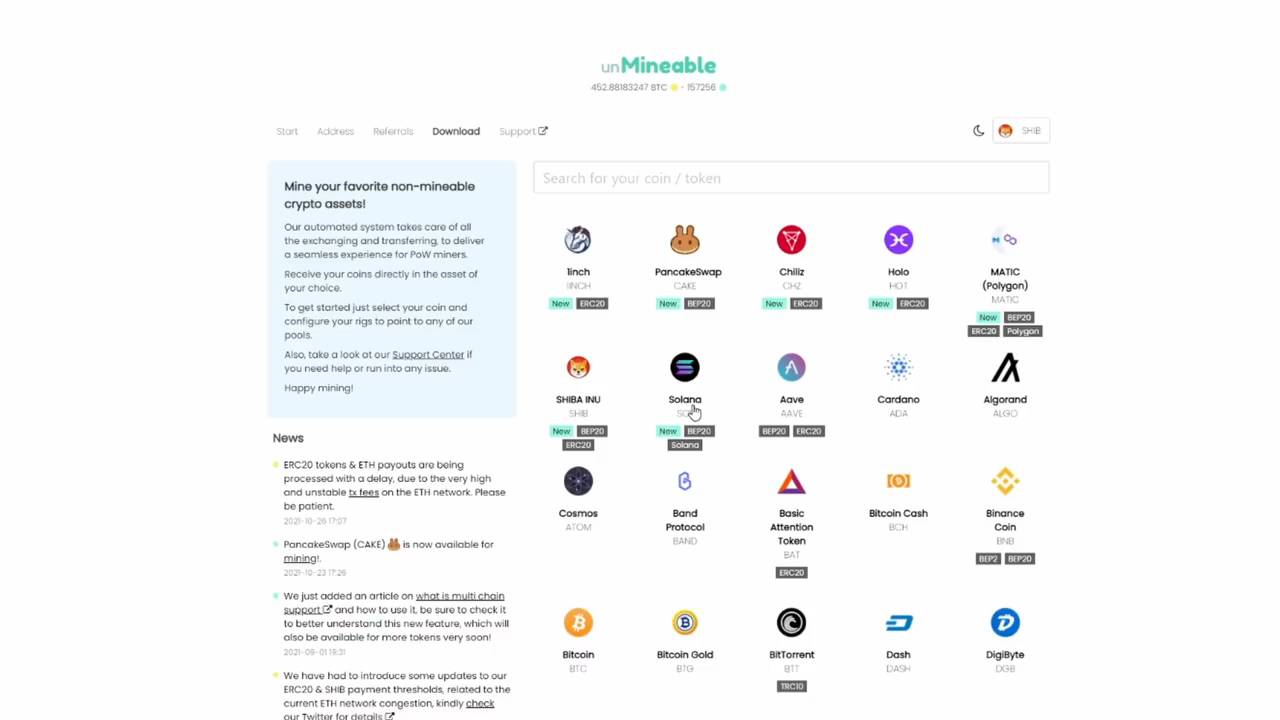 unMineable
452.88183247 BTC · 157256
Start Address Referrals Download Support
SHIB
Mine your favorite non-mineable
crypto assets!
Our automated system takes care of all
the exchanging and transferring, to deliver
a seamless experience for PoW miners.
Receive your coins directly in the asset of
your choice.
To get started just select your coin and
configure your rigs to point to any of our
pools.
Also, take a look at our Support Center if
you need help or run into any issue.
Happy mining!
News
ERC20 tokens & ETH payouts are being
processed with a delay, due to the very high
and unstable tx fees on the ETH network. Please
be patient.
2021-10-26 17:07
PancakeSwap (CAKE) is now available for
mining!.
2021-10-23 17:26
We just added an article on what is multi chain
support and how to use it, be sure to check it
to better understand this new feature, which will
also be available for more tokens very soon!
2021-09-01 19:31
We have had to introduce some updates to our
ERC20 & SHIB payment thresholds, related to the
current ETH network congestion, kindly check
our Twitter for details
Search for your coin / token
1inch
1INCH
New ERC20
PancakeSwap
CAKE
New BEP20
Chiliz
CHZ
New ERC20
Holo
HOT
New ERC20
MATIC
(Polygon)
MATIC
New BEP20
ERC20 Polygon
SHIBA INU
SHIB
New BEP20
ERC20
Solana
New BEP20
Solana
Aave
AAVE
BEP20 ERC20
Cardano
ADA
Algorand
ALGO
Cosmos
ATOM
Band
Protocol
BAND
Basic
Attention
Token
BAT
ERC20
Bitcoin Cash
BCH
Binance
Coin
BNB
BEP2 BEP20
Bitcoin
BTC
Bitcoin Gold
BTG
BitTorrent
BTT
TRC10
Dash
DASH
DigiByte
DGB